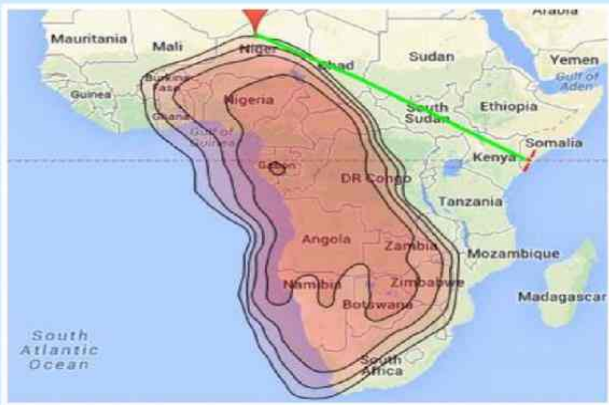 Arabia
Mauritania
Mali
Niger
Chad
Sudan
Yemen
Gulf of
Aden
Burkina
Faso
Guinea
Nigeria
Ghana
South
Sudan
Ethiopia
Gulf of
Guinea
Somalia
Gabon
Kenya
DR Congo
Tanzania
Angola
Zambia
Mozambique
Namibia
Zimbabwe
Botswana
Madagascar
South
Atlantic
Ocean
South
Africa